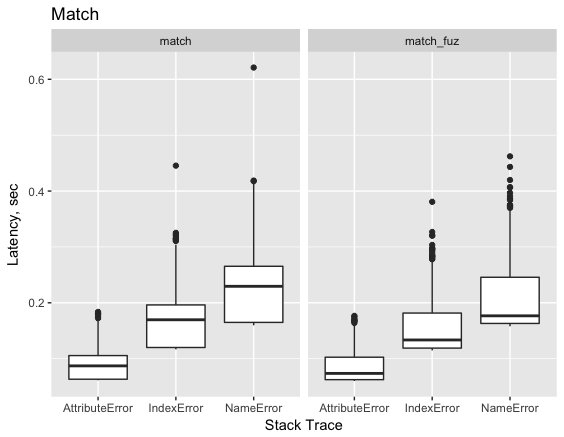 Match
match
match_fuz
Latency, sec
0.6
0.4
0.2
AttributeError
IndexError
NameError
AttributeError
IndexError
NameError
Stack Trace